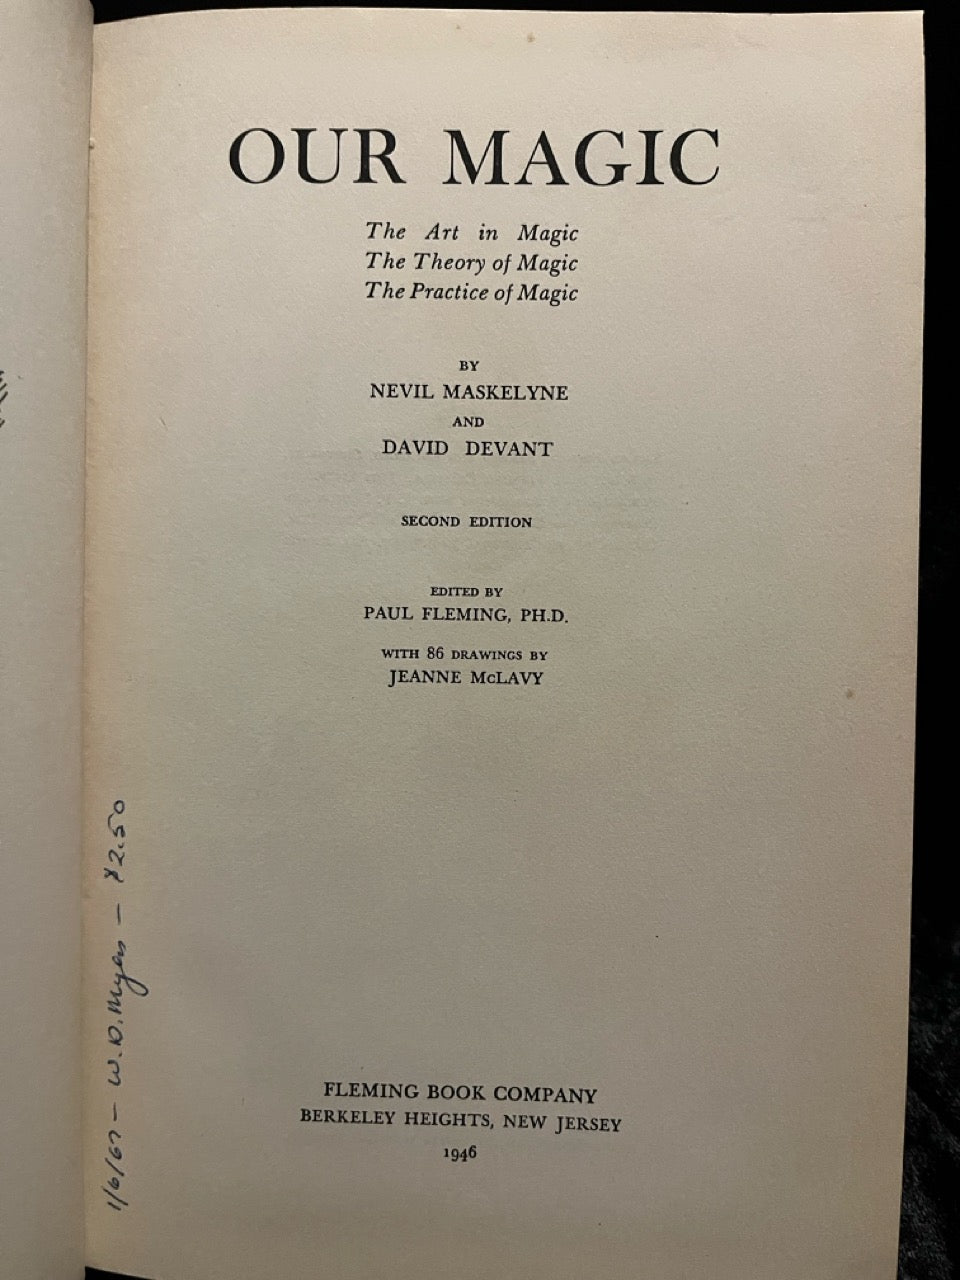 OUR MAGIC
The Art in Magic
The Theory of Magic
The Practice of Magic
BY
NEVIL MASKELYNE
AND
DAVID DEVANT
SECOND EDITION
EDITED BY
PAUL FLEMING, PH.D.
WITH 86 DRAWINGS BY
JEANNE McLAVY
FLEMING BOOK COMPANY
BERKELEY HEIGHTS, NEW JERSEY
1946
1/6/67 – W.D. Myers – $2.50